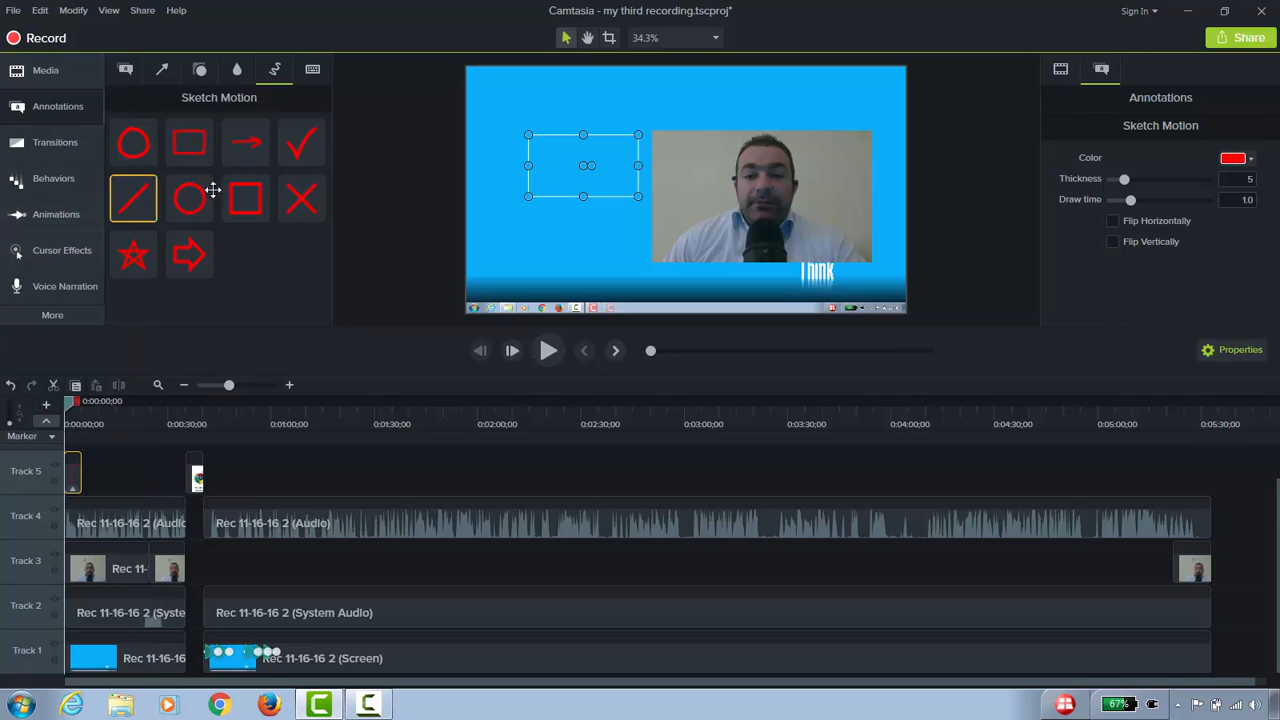 File Edit Modify View Share Help Camtasia - my third recording.tscproj* Sign In
Record 34.3% Share
Media
Sketch Motion Annotations
Annotations
Sketch Motion
Transitions
Color
Thickness 5
Behaviors
Draw time 1.0
Animations
Flip Horizontally
Flip Vertically
Cursor Effects
Think
Voice Narration
More
Properties
0:00:00;00
Marker 0:00:00;00 0:00:30;00 0:01:00;00 0:01:30;00 0:02:00;00 0:02:30;00 0:03:00;00 0:03:30;00 0:04:00;00 0:04:30;00 0:05:00;00 0:05:30;00
Track 5
Track 4 Rec 11-16-16 2 (Audio Rec 11-16-16 2 (Audio)
Track 3 Rec 11-
Track 2 Rec 11-16-16 2 (Syste Rec 11-16-16 2 (System Audio)
Track 1 Rec 11-16-16 Rec 11-16-16 2 (Screen)
67%